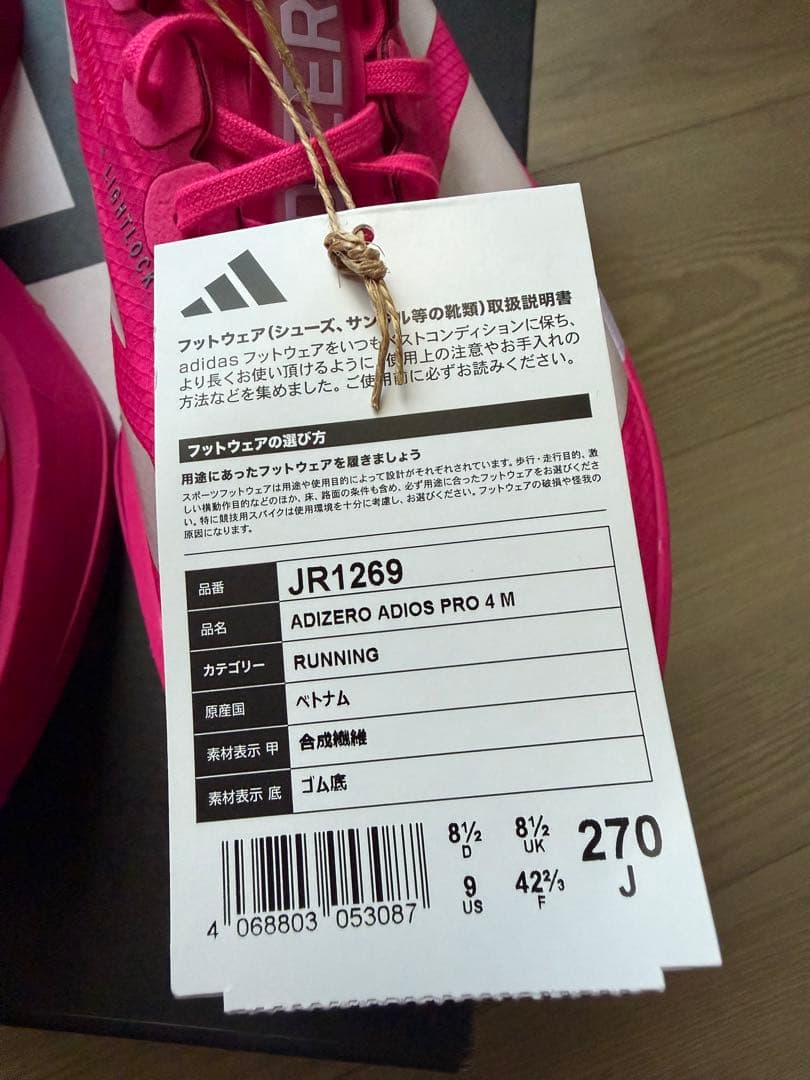 ZER
LIGHTLOCK
フットウェア(シューズ、サンダル等の靴類)取扱説明書
adidas フットウェアをいつもベストコンディションに保ち、
より長くお使い頂けるように、使用上の注意やお手入れの
方法などを集めました。ご使用前に必ずお読みください。
フットウェアの選び方
用途にあったフットウェアを履きましょう
スポーツフットウェアは用途や使用目的によって設計がそれぞれされています。歩行・走行目的、激
しい横動作目的などのほか、床、路面の条件も含め、必ず用途に合ったフットウェアをお選びくださ
い。特に競技用スパイクは使用環境を十分に考慮し、お選びください。フットウェアの破損や怪我の
原因になります。
品番 JR1269
品名 ADIZERO ADIOS PRO 4 M
カテゴリー RUNNING
原産国 ベトナム
素材表示 甲 合成繊維
素材表示 底 ゴム底
8½ D 8½ UK 270 J
9 US 42⅔ F
4 068803 053087